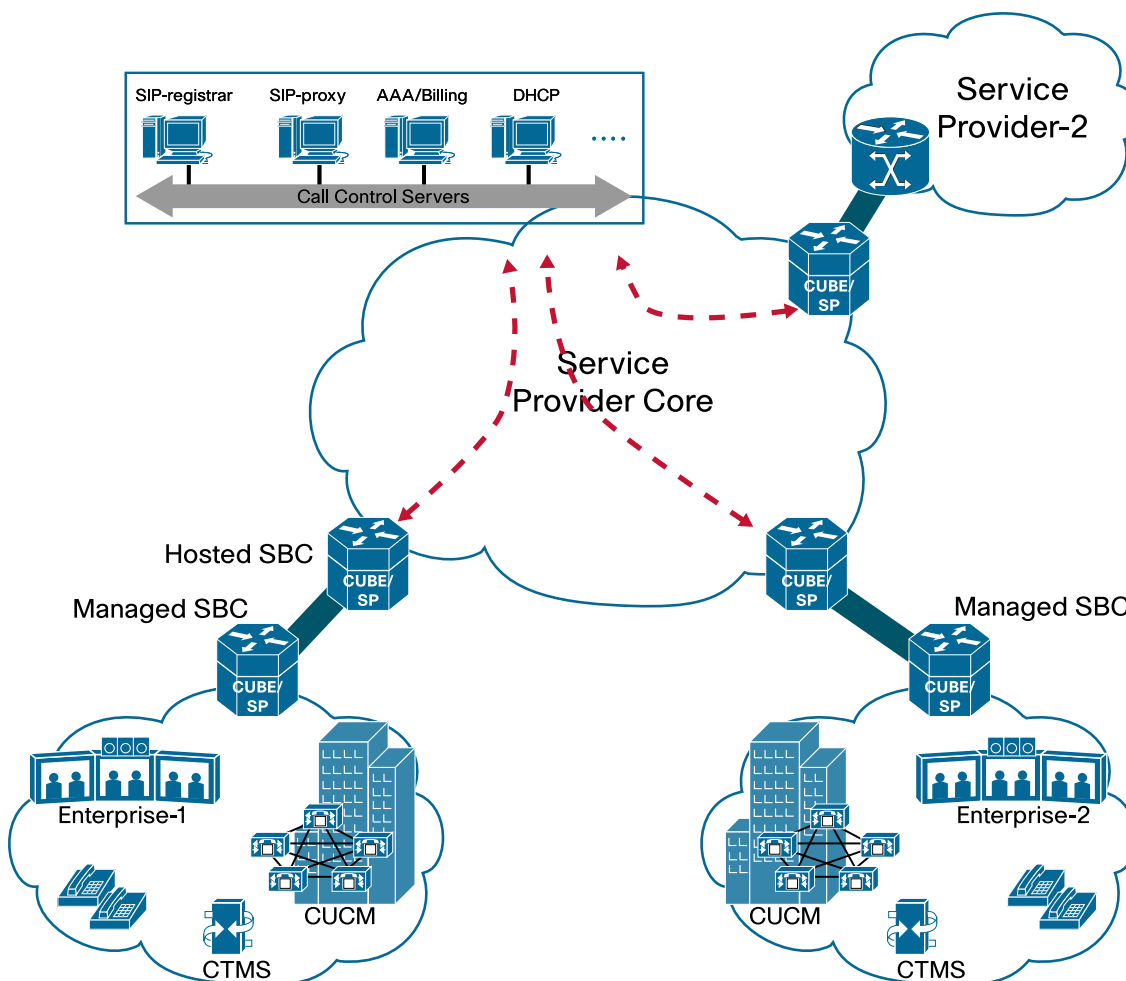 SIP-registrar
SIP-proxy
AAA/Billing
DHCP
....
Call Control Servers
Service
Provider-2
CUBE/
SP
Service
Provider Core
Hosted SBC
CUBE/
SP
CUBE/
SP
Managed SBC
Managed SBC
CUBE/
SP
CUBE/
SP
Enterprise-1
Enterprise-2
CUCM
CUCM
CTMS
CTMS